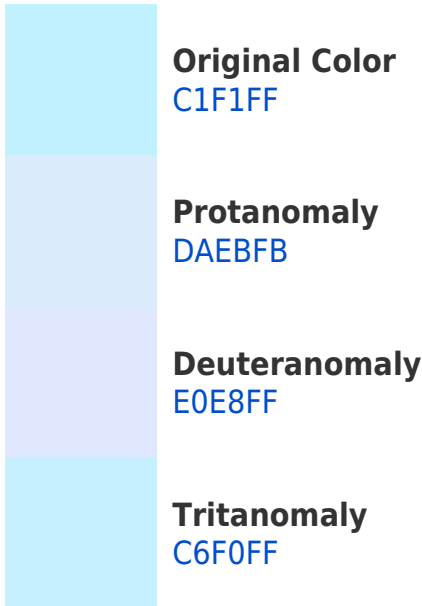 Original Color
C1F1FF
Protanomaly
DAEBFB
Deuteranomaly
E0E8FF
Tritanomaly
C6F0FF